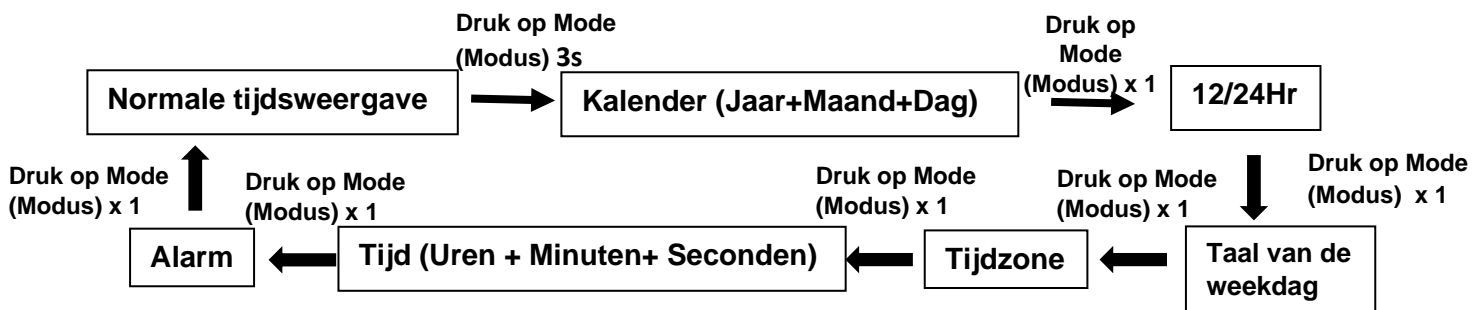 Druk op Mode
(Modus) 3s
Druk op
Mode
(Modus) x 1
Normale tijdsweergave
Kalender (Jaar+Maand+Dag)
12/24Hr
Druk op Mode
(Modus) x 1
Druk op Mode
(Modus) x 1
Druk op Mode
(Modus) x 1
Druk op Mode
(Modus) x 1
Druk op Mode
(Modus) x 1
Alarm
Tijd (Uren + Minuten+ Seconden)
Tijdzone
Taal van de
weekdag